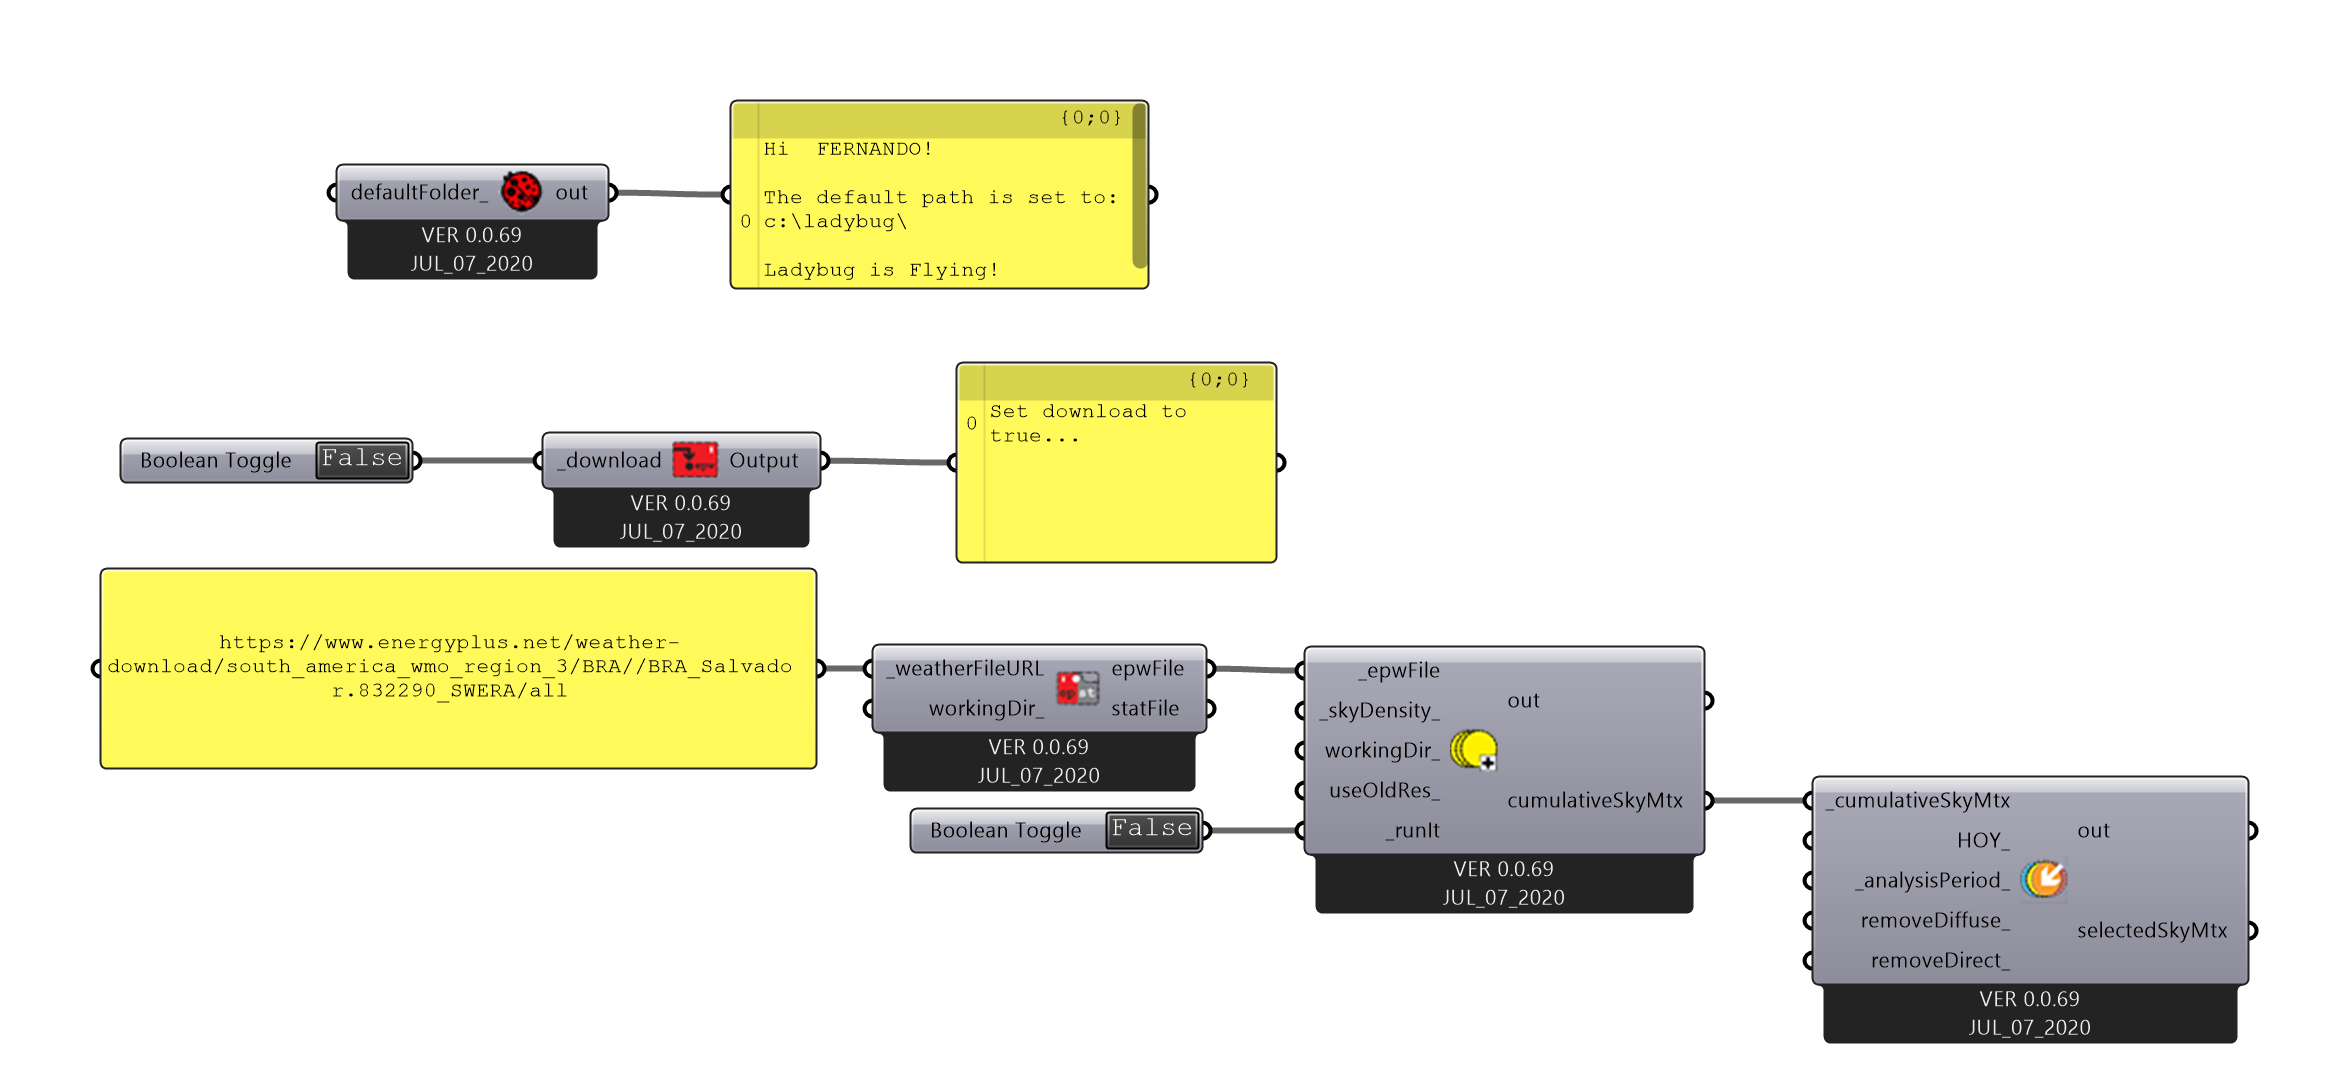 {0;0}
Hi  FERNANDO!
defaultFolder_ out
The default path is set to:
0 c:\ladybug\
VER 0.0.69
JUL_07_2020
Ladybug is Flying!
{0;0}
Set download to
0
true...
Boolean Toggle False
_download Output
VER 0.0.69
JUL_07_2020
https://www.energyplus.net/weather-
download/south_america_wmo_region_3/BRA//BRA_Salvado
r.832290_SWERA/all
_weatherFileURL epwFile
workingDir_ statFile
VER 0.0.69
JUL_07_2020
Boolean Toggle False
_epwFile
_skyDensity_
workingDir_
useOldRes_
_runIt
out
cumulativeSkyMtx
VER 0.0.69
JUL_07_2020
_cumulativeSkyMtx
HOY_
_analysisPeriod_
removeDiffuse_
removeDirect_
out
selectedSkyMtx
VER 0.0.69
JUL_07_2020